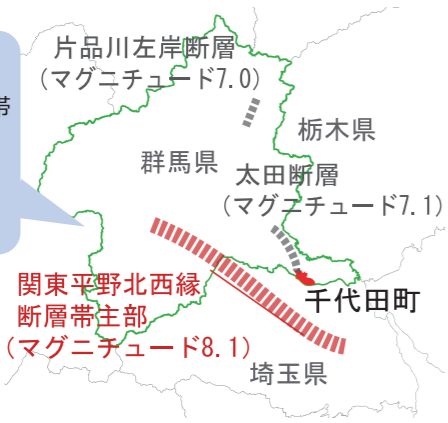 片品川左岸断層
（マグニチュード7.0）
帯
栃木県
群馬県
太田断層
（マグニチュード7.1）
関東平野北西縁
断層帯主部
（マグニチュード8.1）
千代田町
埼玉県